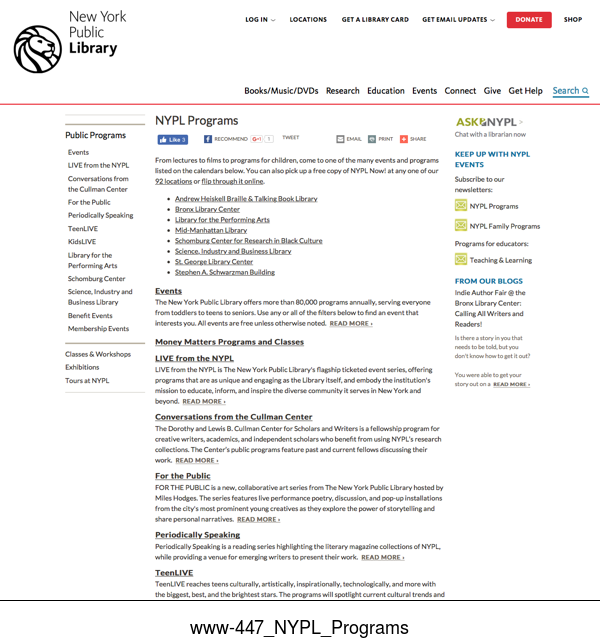 New York
Public
Library
LOG IN
LOCATIONS
GET A LIBRARY CARD
GET EMAIL UPDATES
DONATE
SHOP
Books/Music/DVDs Research Education Events Connect Give Get Help Search
Public Programs
Events
LIVE from the NYPL
Conversations from
the Cullman Center
For the Public
Periodically Speaking
TeenLIVE
KidsLIVE
Library for the
Performing Arts
Schomburg Center
Science, Industry and
Business Library
Benefit Events
Membership Events
Classes & Workshops
Exhibitions
Tours at NYPL
NYPL Programs
Like 3 RECOMMEND G+1 1 TWEET EMAIL PRINT SHARE
From lectures to films to programs for children, come to one of the many events and programs
listed on the calendars below. You can also pick up a free copy of NYPL Now! at any one of our
92 locations or flip through it online.
• Andrew Heiskell Braille & Talking Book Library
• Bronx Library Center
• Library for the Performing Arts
• Mid-Manhattan Library
• Schomburg Center for Research in Black Culture
• Science, Industry and Business Library
• St. George Library Center
• Stephen A. Schwarzman Building
Events
The New York Public Library offers more than 80,000 programs annually, serving everyone
from toddlers to teens to seniors. Use any or all of the filters below to find an event that
interests you. All events are free unless otherwise noted. READ MORE ›
Money Matters Programs and Classes
LIVE from the NYPL
LIVE from the NYPL is The New York Public Library's flagship ticketed event series, offering
programs that are as unique and engaging as the Library itself, and embody the institution's
mission to educate, inform, and inspire the diverse community it serves in New York and
beyond. READ MORE ›
Conversations from the Cullman Center
The Dorothy and Lewis B. Cullman Center for Scholars and Writers is a fellowship program for
creative writers, academics, and independent scholars who benefit from using NYPL's research
collections. The Center's public programs feature past and current fellows discussing their
work. READ MORE ›
For the Public
FOR THE PUBLIC is a new, collaborative art series from The New York Public Library hosted by
Miles Hodges. The series features live performance poetry, discussion, and pop-up installations
from the city's most prominent young creatives as they explore the power of storytelling and
share personal narratives. READ MORE ›
Periodically Speaking
Periodically Speaking is a reading series highlighting the literary magazine collections of NYPL,
while providing a venue for emerging writers to present their work. READ MORE ›
TeenLIVE
TeenLIVE reaches teens culturally, artistically, inspirationally, technologically, and more with
the biggest, best, and the brightest stars. The programs will spotlight current cultural trends and
ASK NYPL >
Chat with a librarian now
KEEP UP WITH NYPL
EVENTS
Subscribe to our
newsletters:
NYPL Programs
NYPL Family Programs
Programs for educators:
Teaching & Learning
FROM OUR BLOGS
Indie Author Fair @ the
Bronx Library Center:
Calling All Writers and
Readers!
Is there a story in you that
needs to be told, but you
don't know how to get it out?
You were able to get your
story out on a READ MORE ›
www-447_NYPL_Programs